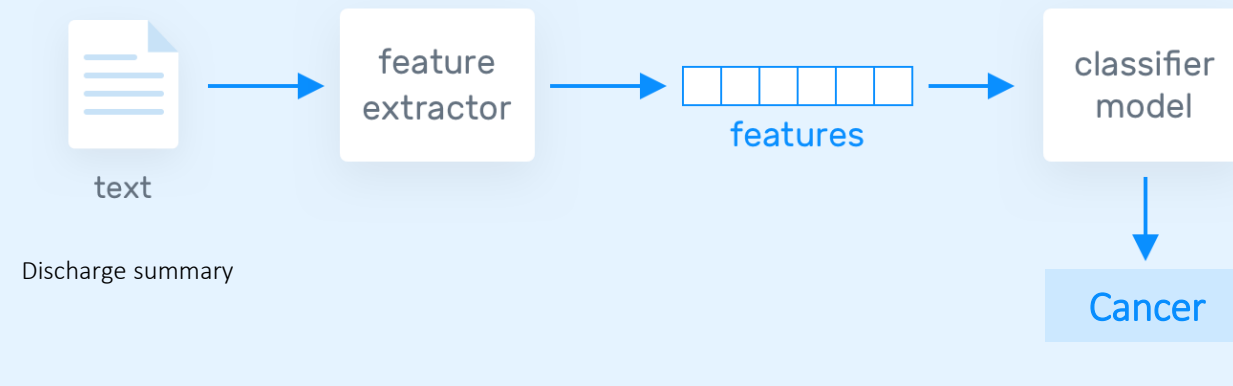 text
Discharge summary
feature
extractor
features
classifier
model
Cancer